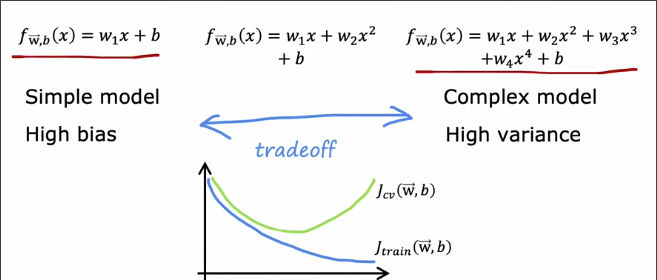 f_{\vec{w},b}(x) = w_1x + b
f_{\vec{w},b}(x) = w_1x + w_2x^2
+ b
f_{\vec{w},b}(x) = w_1x + w_2x^2 + w_3x^3
+w_4x^4 + b
Simple model
High bias
tradeoff
Complex model
High variance
J_{cv}(\vec{w}, b)
J_{train}(\vec{w}, b)